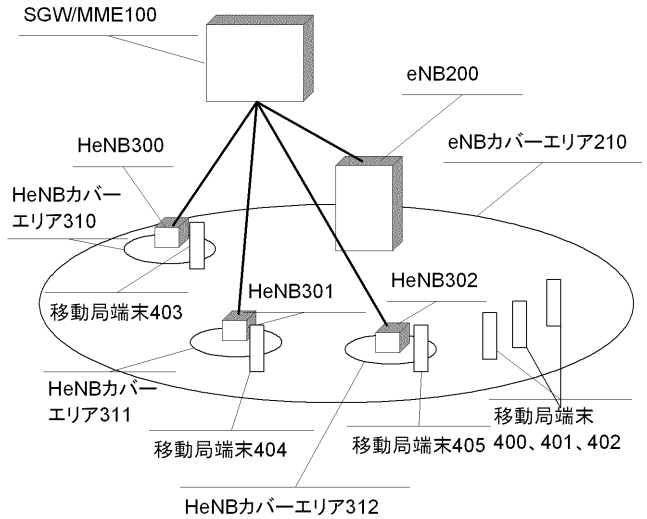 SGW/MME100
eNB200
HeNB300
eNBカバーエリア210
HeNBカバー
エリア310
HeNB302
HeNB301
移動局端末403
HeNBカバー
エリア311
移動局端末
400、401、402
移動局端末404
移動局端末405
HeNBカバーエリア312